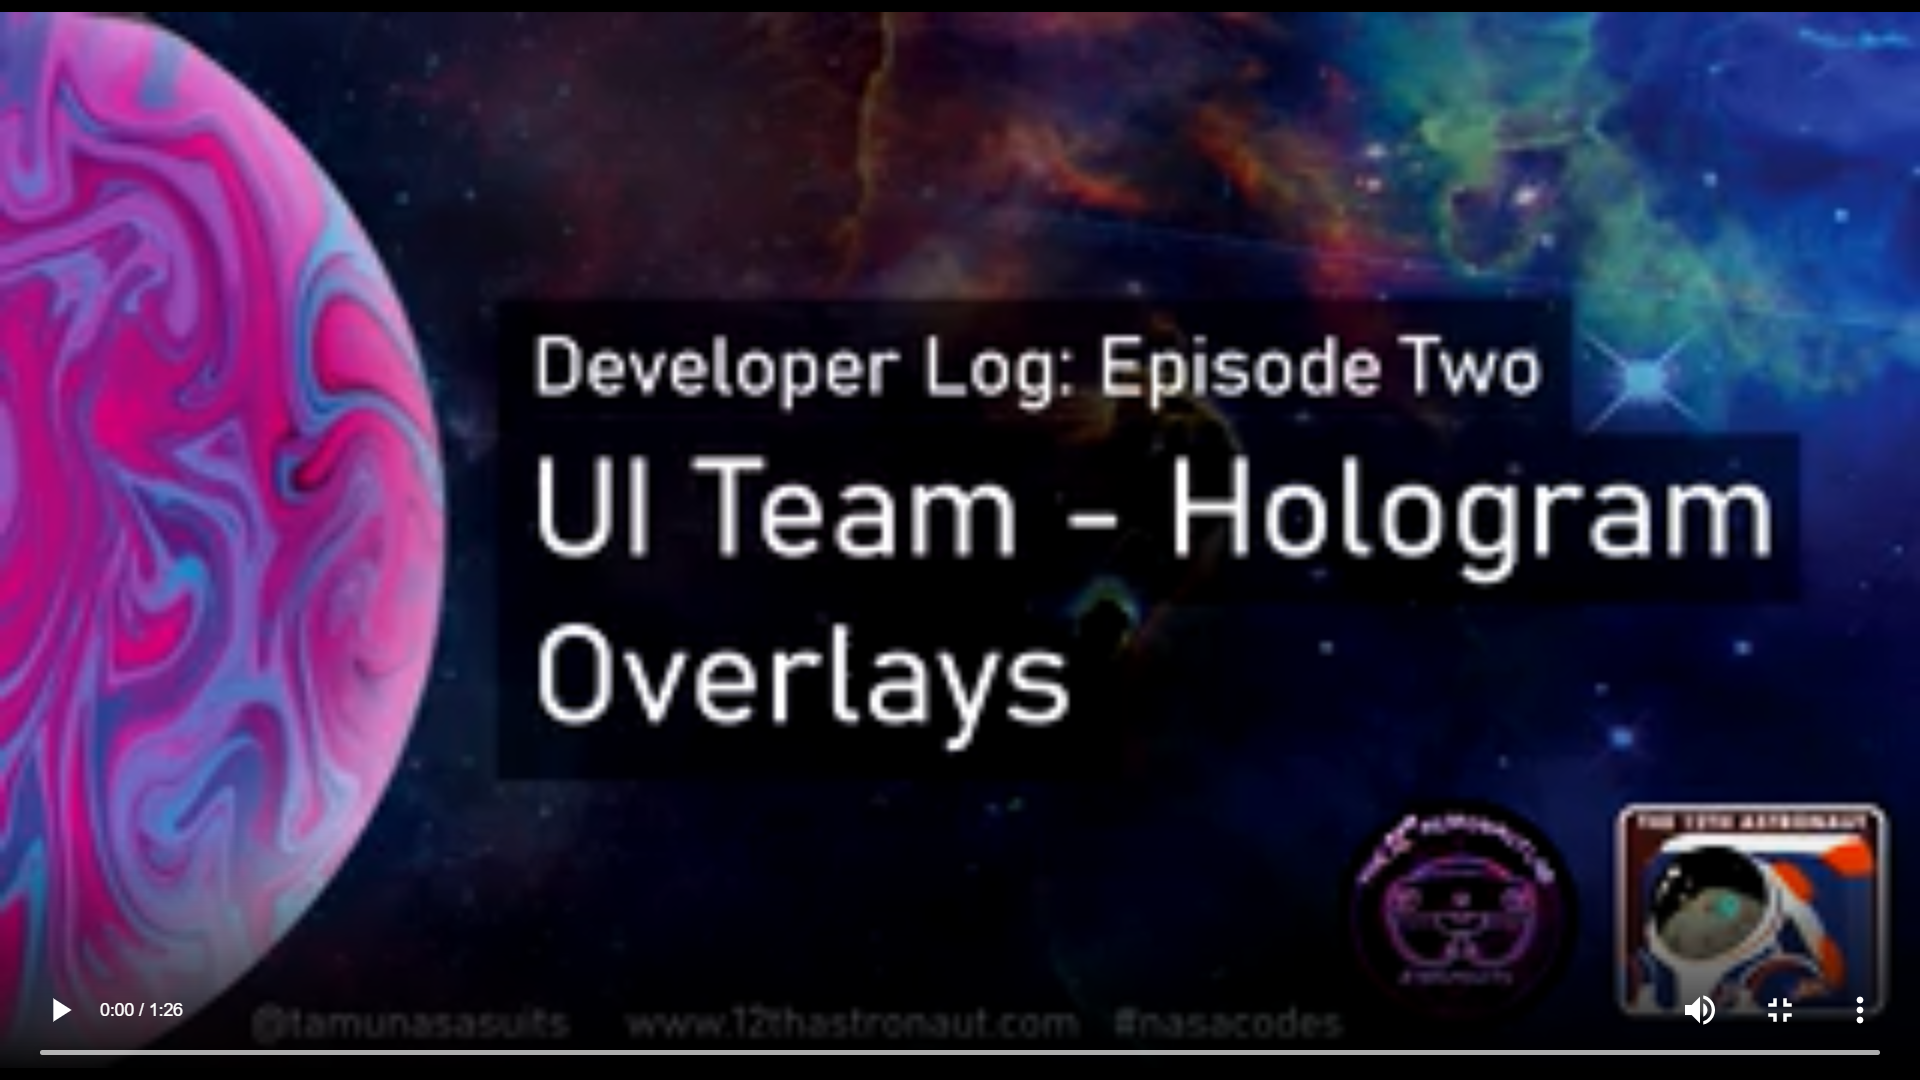 Developer Log: Episode Two
UI Team - Hologram
Overlays
THE 12TH ASTRONAUT
0:00 / 1:26
@tamunasasuits www.12thastronaut.com #nasacodes